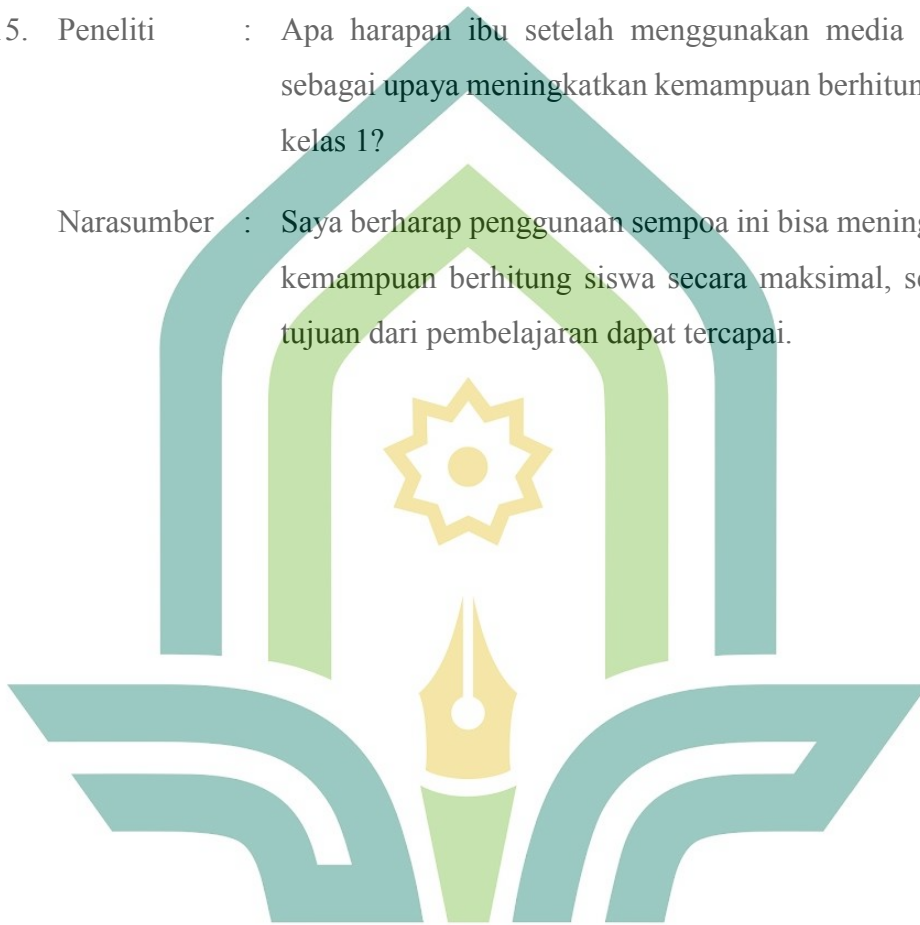 5. Peneliti : Apa harapan ibu setelah menggunakan media
sebagai upaya meningkatkan kemampuan
kelas 1?
Narasumber : Saya berharap penggunaan sempoa ini bisa
kemampuan berhitung siswa secara maksimal,
tujuan dari pembelajaran dapat tercapai.